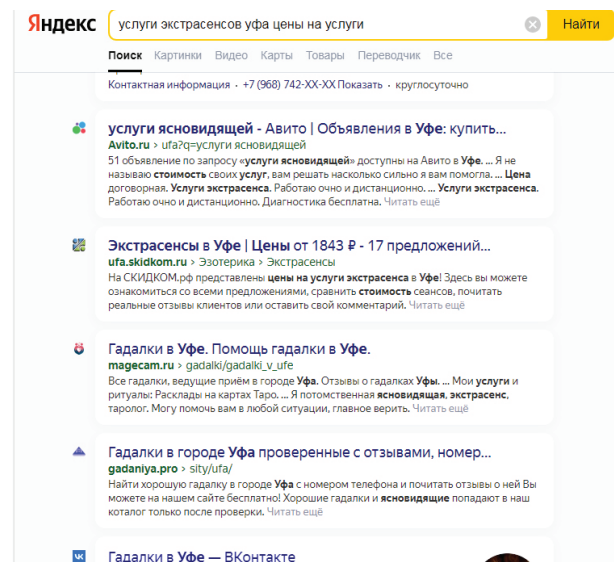 Яндекс
услуги экстрасенсов уфа цены на услуги
Найти
Поиск Картинки Видео Карты Товары Переводчик Все
Контактная информация · +7 (968) 742-XX-XX Показать · круглосуточно
услуги ясновидящей - Авито | Объявления в Уфе: купить...
Avito.ru › ufa?q=услуги ясновидящей
51 объявление по запросу «услуги ясновидящей» доступны на Авито в Уфе. ... Я не
называю стоимость своих услуг, вам решать насколько сильно я вам помогла. ... Цена
договорная. Услуги экстрасенса. Работаю очно и дистанционно. ... Услуги экстрасенса.
Работаю очно и дистанционно. Диагностика бесплатна. Читать ещё
Экстрасенсы в Уфе | Цены от 1843 ₽ - 17 предложений...
ufa.skidkom.ru › Эзотерика › Экстрасенсы
На СКИДКОМ.рф представлены цены на услуги экстрасенса в Уфе! Здесь вы можете
ознакомиться со всеми предложениями, сравнить стоимость сеансов, почитать
реальные отзывы клиентов или оставить свой комментарий. Читать ещё
Гадалки в Уфе. Помощь гадалки в Уфе.
magecam.ru › gadalki/gadalki_v_ufe
Все гадалки, ведущие приём в городе Уфа. Отзывы о гадалках Уфы. ... Мои услуги и
ритуалы: Расклады на картах Таро. ... Я потомственная ясновидящая, экстрасенс,
таролог. Могу помочь вам в любой ситуации, главное верить. Читать ещё
Гадалки в городе Уфа проверенные с отзывами, номер...
gadaniya.pro › sity/ufa/
Найти хорошую гадалку в городе Уфа с номером телефона и почитать отзывы о ней Вы
можете на нашем сайте бесплатно! Хорошие гадалки и ясновидящие попадают в наш
коталог только после проверки. Читать ещё
Гадалки в Уфе — ВКонтакте